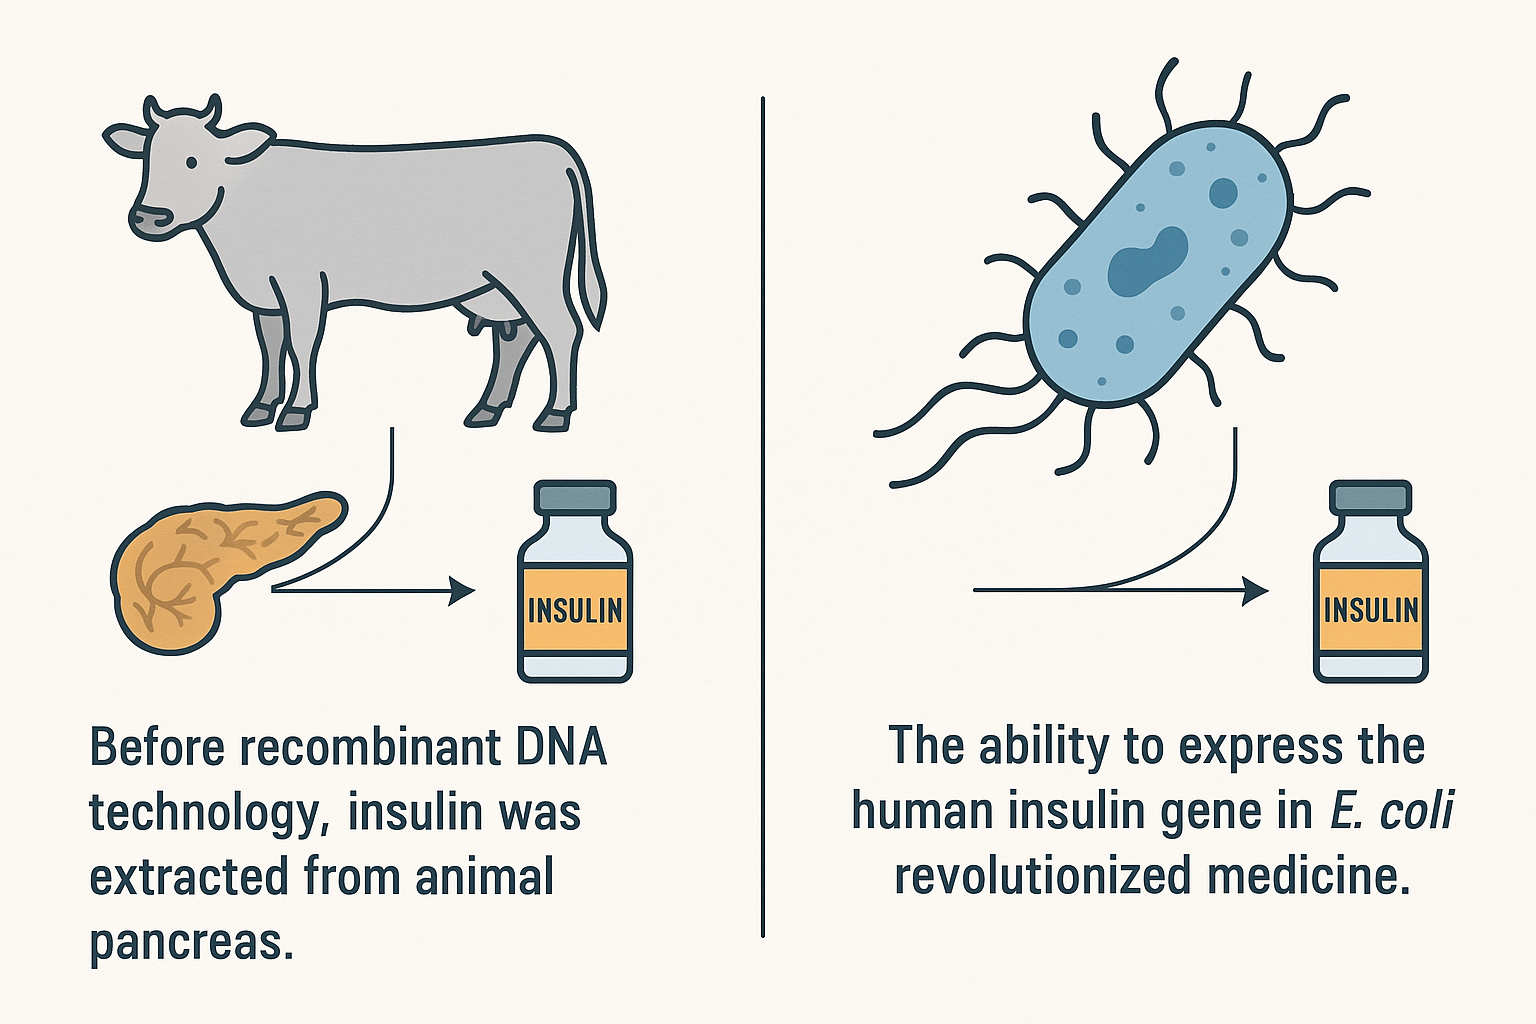 INSULIN
Before recombinant DNA
technology, insulin was
extracted from animal
pancreas.
INSULIN
The ability to express the
human insulin gene in E. coli
revolutionized medicine.